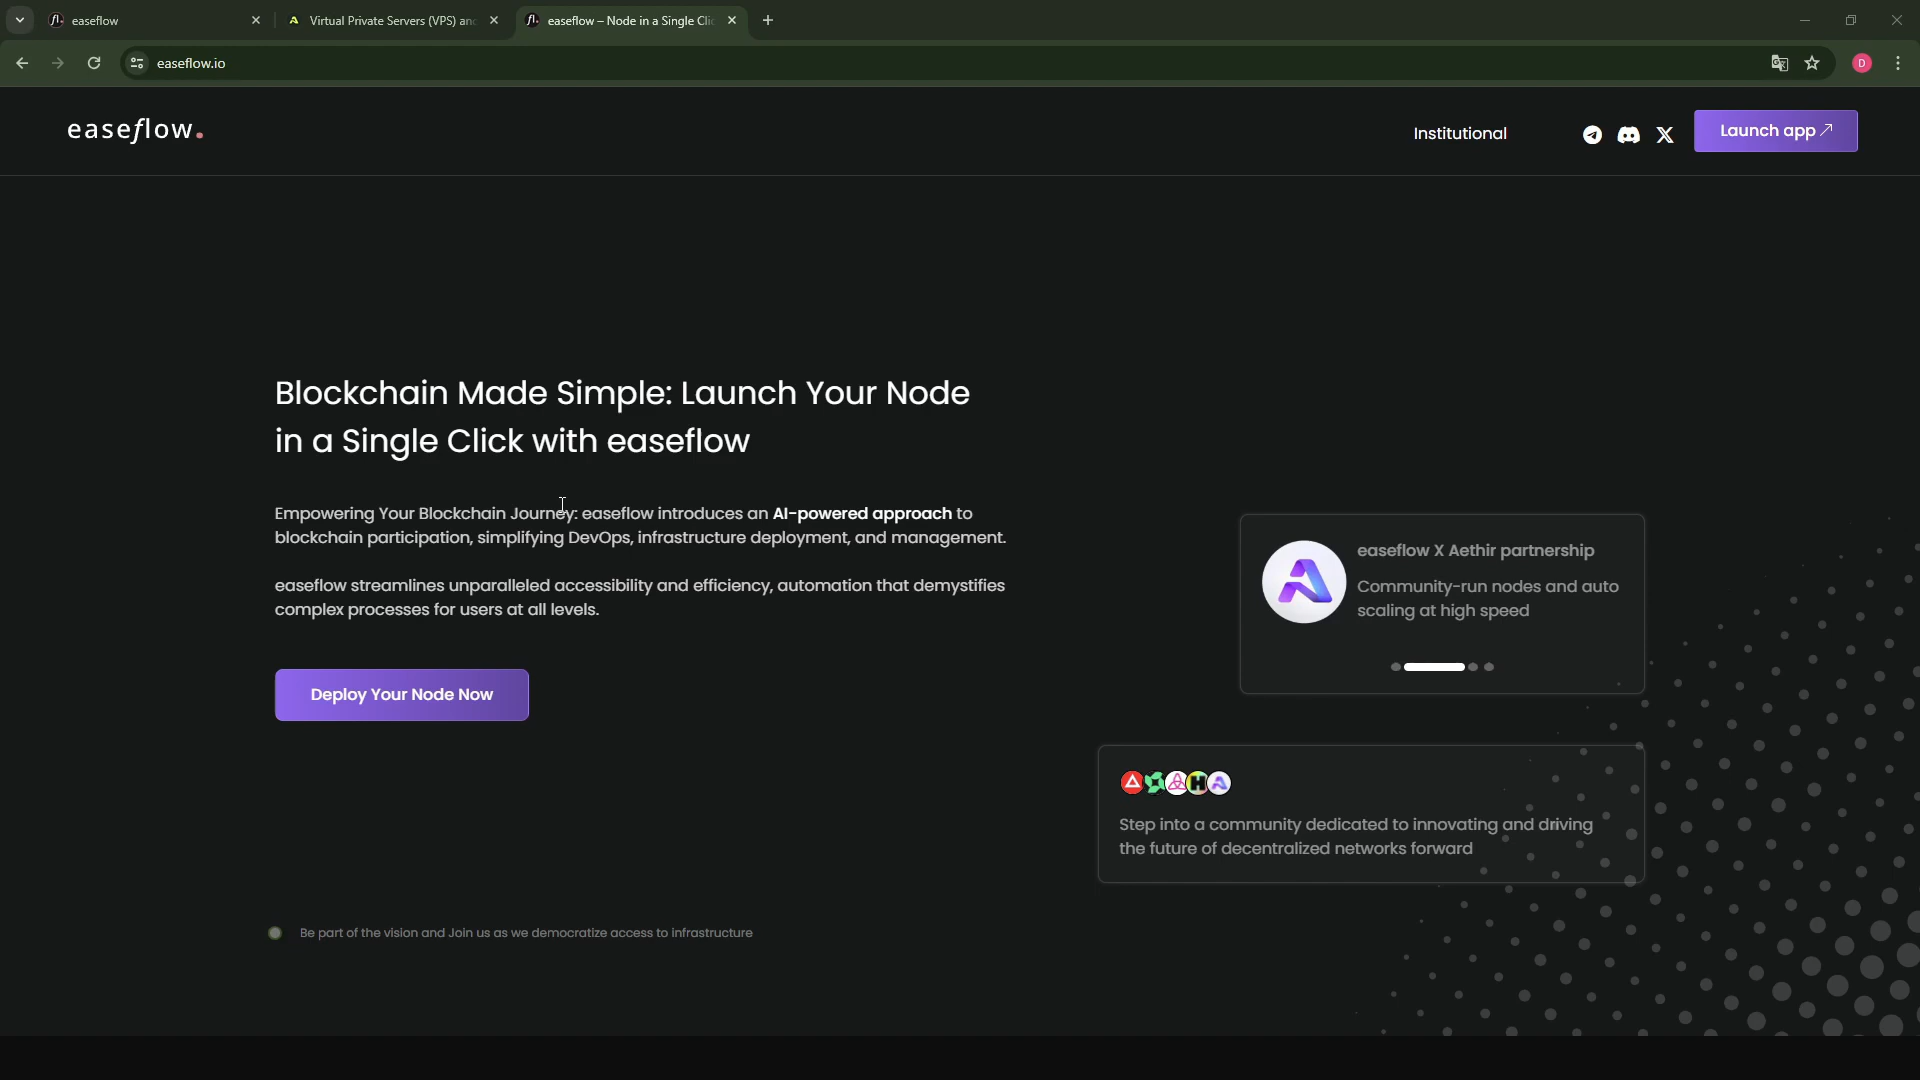 easeflow
Virtual Private Servers (VPS) an
easeflow – Node in a Single Clic
easeflow.io
D
easeflow.
Institutional
Launch app
Blockchain Made Simple: Launch Your Node
in a Single Click with easeflow
Empowering Your Blockchain Journey: easeflow introduces an AI-powered approach to
blockchain participation, simplifying DevOps, infrastructure deployment, and management.
easeflow streamlines unparalleled accessibility and efficiency, automation that demystifies
complex processes for users at all levels.
Deploy Your Node Now
easeflow X Aethir partnership
Community-run nodes and auto
scaling at high speed
Step into a community dedicated to innovating and driving
the future of decentralized networks forward
Be part of the vision and Join us as we democratize access to infrastructure